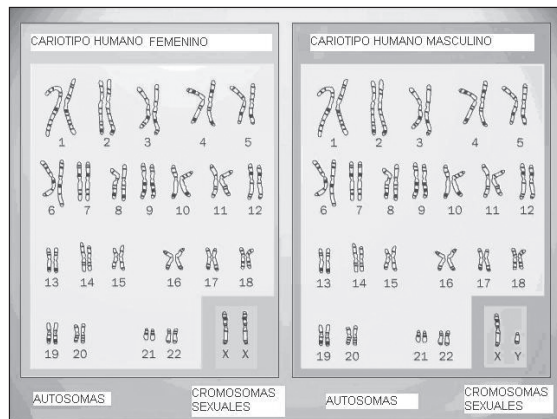 CARIOTIPO HUMANO FEMENINO
1 2 3 4 5
6 7 8 9 10 11 12
13 14 15 16 17 18
19 20 21 22 X X
AUTOSOMAS
CROMOSOMAS
SEXUALES
CARIOTIPO HUMANO MASCULINO
1 2 3 4 5
6 7 8 9 10 11 12
13 14 15 16 17 18
19 20 21 22 X Y
AUTOSOMAS
CROMOSOMAS
SEXUALES